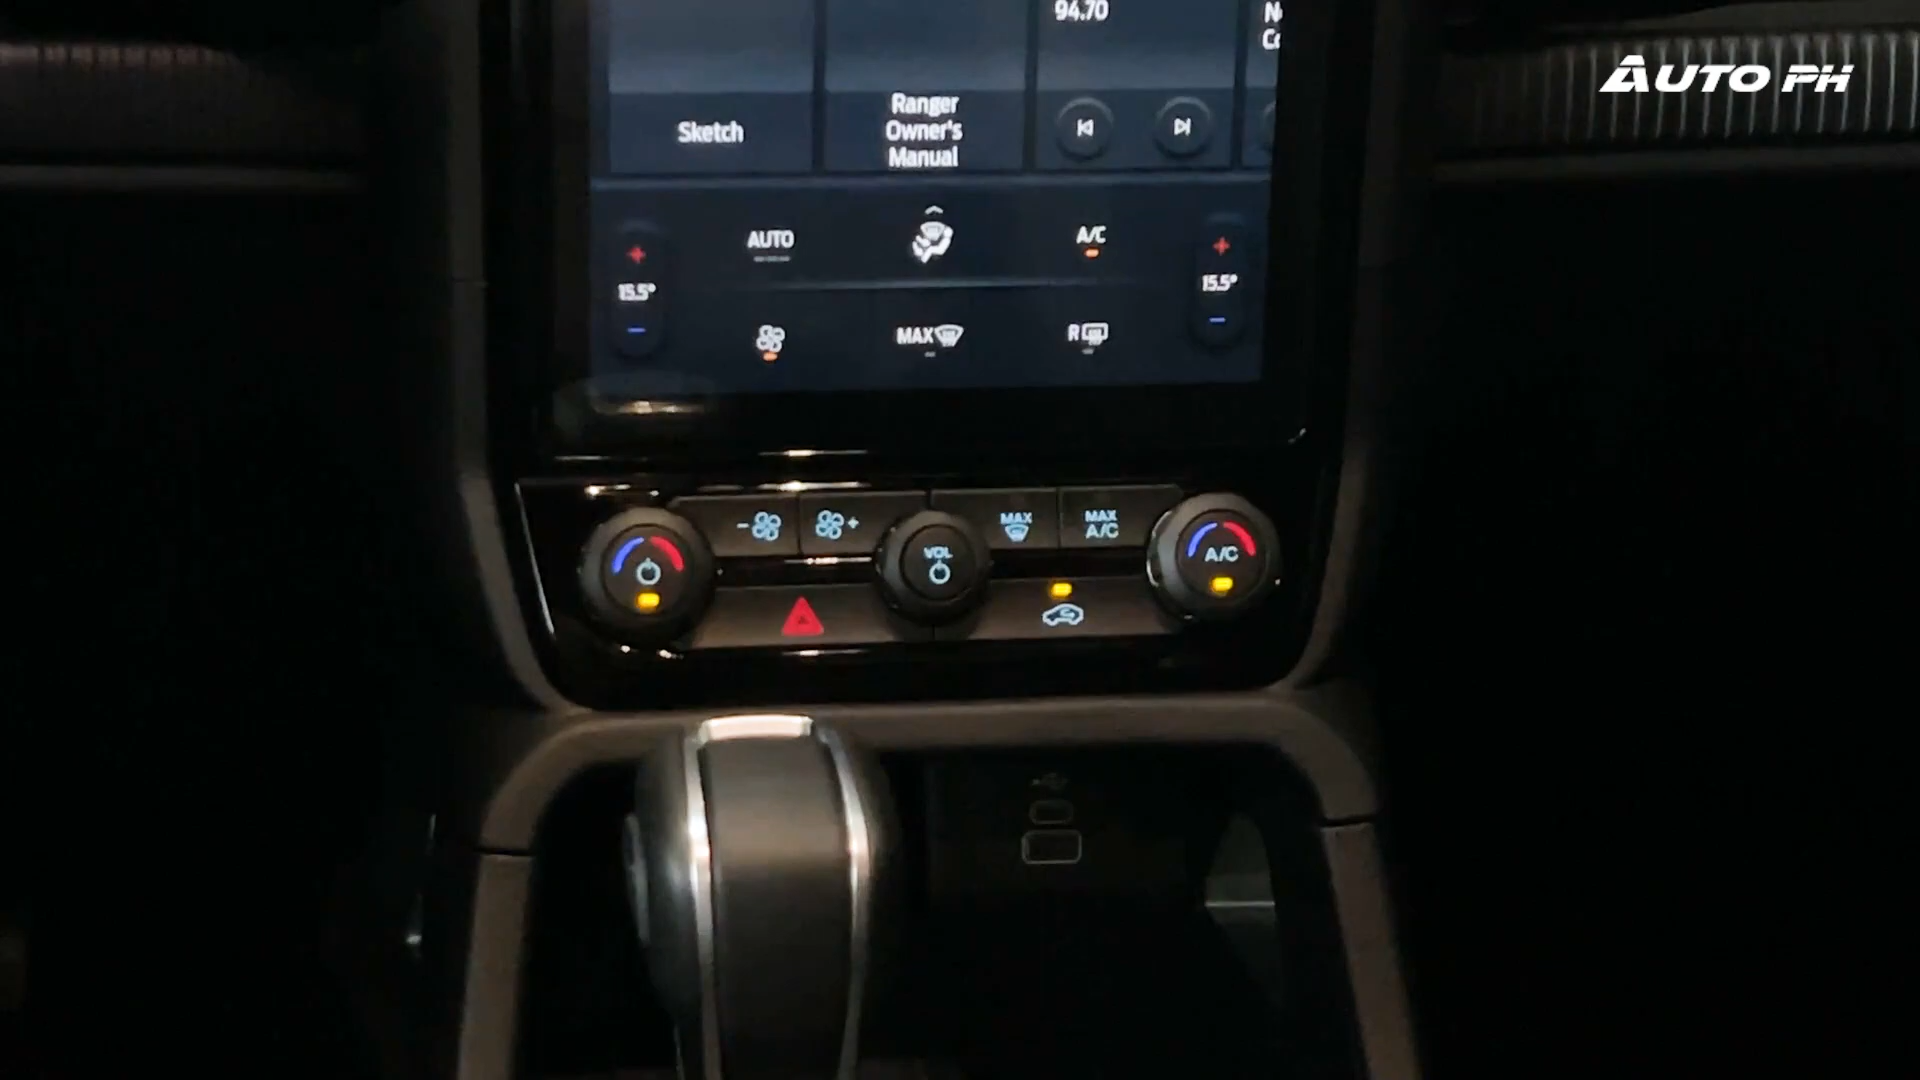 94.70
AUTO PH
Sketch
Ranger
Owner's
Manual
AUTO
A/C
15.5°
15.5°
MAX
R
VOL
MAX
MAX
A/C
A/C